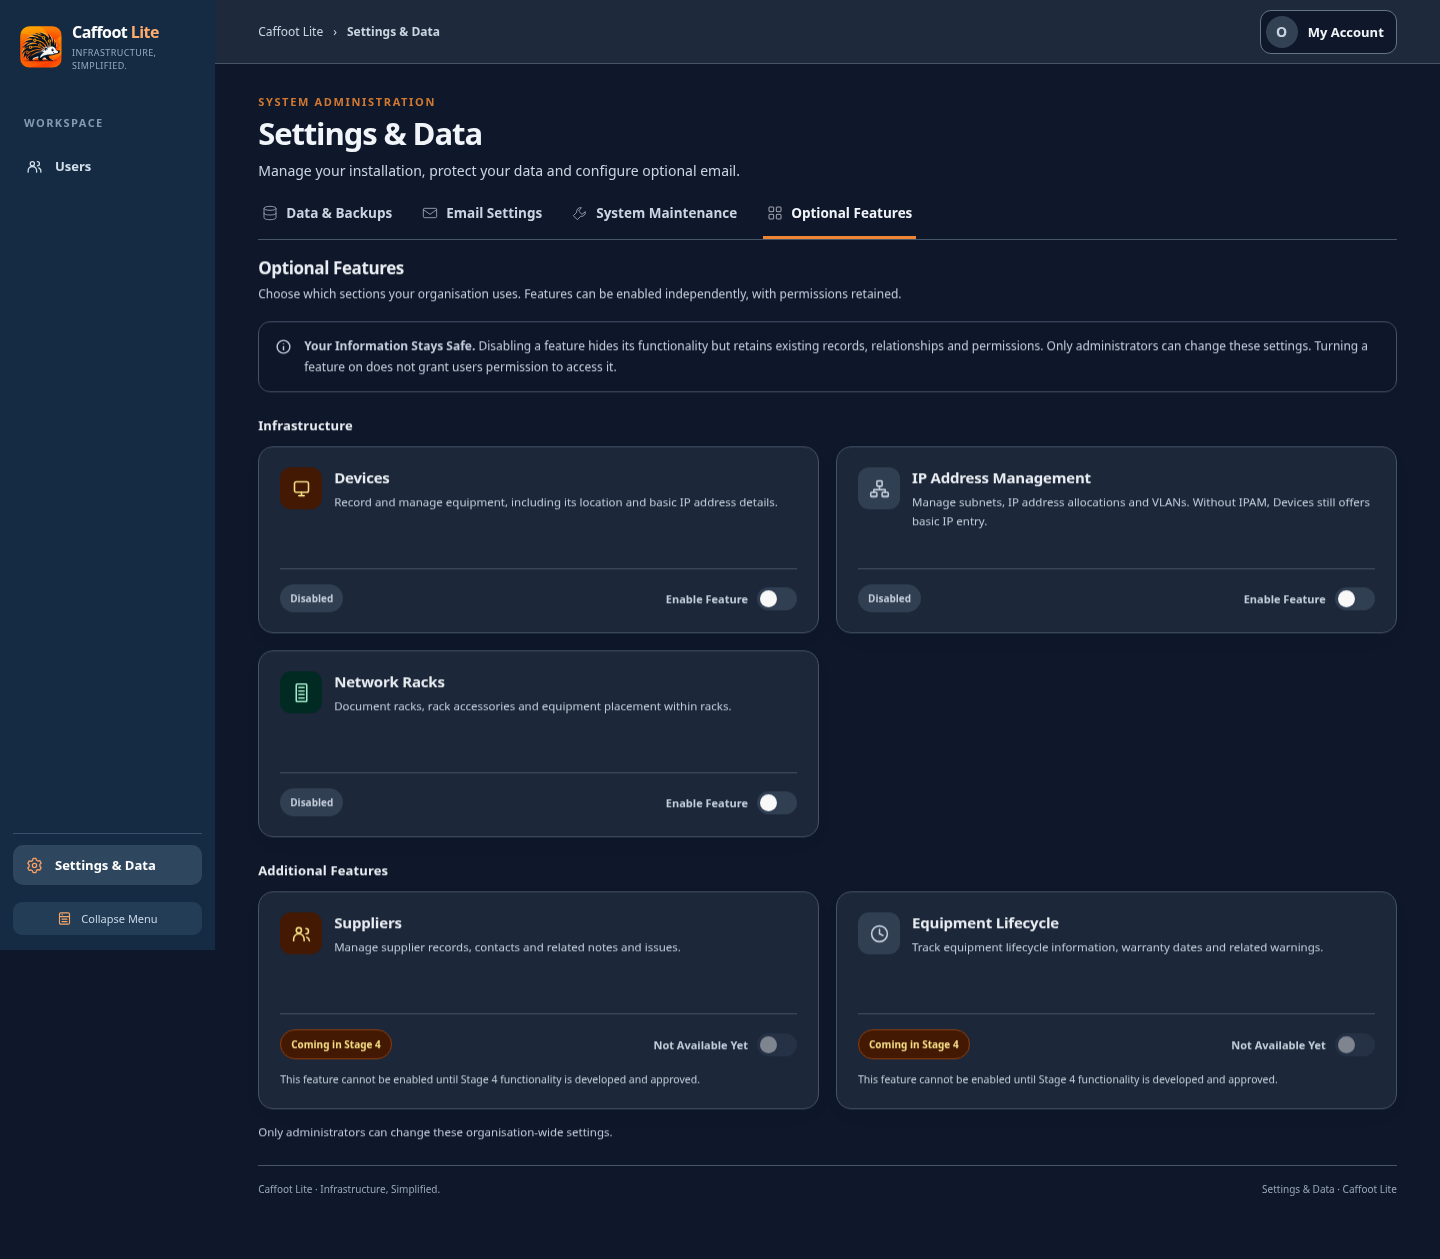 Caffoot Lite
INFRASTRUCTURE,
SIMPLIFIED.
WORKSPACE
Users
Settings & Data
Collapse Menu
Caffoot Lite › Settings & Data
O My Account
SYSTEM ADMINISTRATION
Settings & Data
Manage your installation, protect your data and configure optional email.
Data & Backups Email Settings System Maintenance Optional Features
Optional Features
Choose which sections your organisation uses. Features can be enabled independently, with permissions retained.
Your Information Stays Safe. Disabling a feature hides its functionality but retains existing records, relationships and permissions. Only administrators can change these settings. Turning a
feature on does not grant users permission to access it.
Infrastructure
Devices
Record and manage equipment, including its location and basic IP address details.
Disabled Enable Feature
IP Address Management
Manage subnets, IP address allocations and VLANs. Without IPAM, Devices still offers
basic IP entry.
Disabled Enable Feature
Network Racks
Document racks, rack accessories and equipment placement within racks.
Disabled Enable Feature
Additional Features
Suppliers
Manage supplier records, contacts and related notes and issues.
Coming in Stage 4 Not Available Yet
This feature cannot be enabled until Stage 4 functionality is developed and approved.
Equipment Lifecycle
Track equipment lifecycle information, warranty dates and related warnings.
Coming in Stage 4 Not Available Yet
This feature cannot be enabled until Stage 4 functionality is developed and approved.
Only administrators can change these organisation-wide settings.
Caffoot Lite · Infrastructure, Simplified. Settings & Data · Caffoot Lite